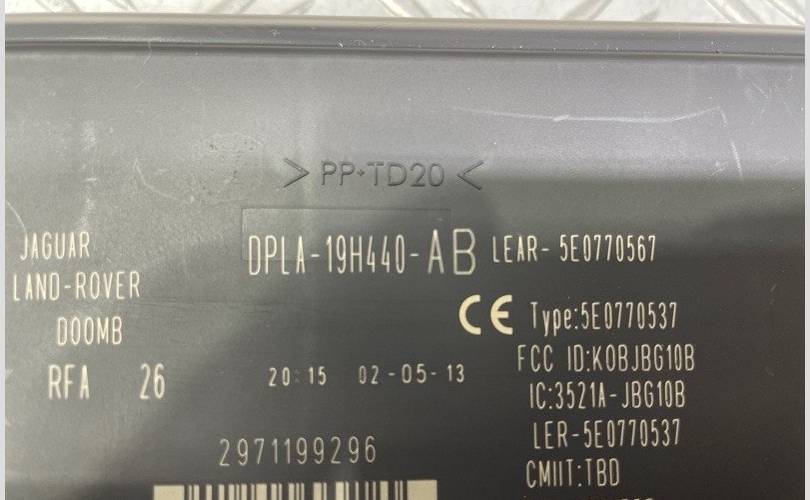 >PP+TD20<
JAGUAR
LAND-ROVER
DOOMB
RFA 26
DPLA-19H440-AB
LEAR- 5E0770567
CE Type:5E0770537
FCC ID:KOBJBG10B
IC:3521A-JBG10B
LER-5E0770537
CMIIT:TBD
20:15 02-05-13
2971199296